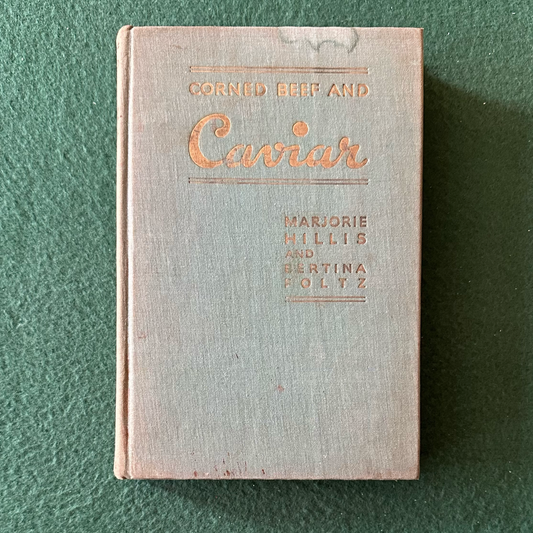 CORNED BEEF AND
Caviar
MARJORIE
HILLIS
AND
BERTINA
FOLTZ